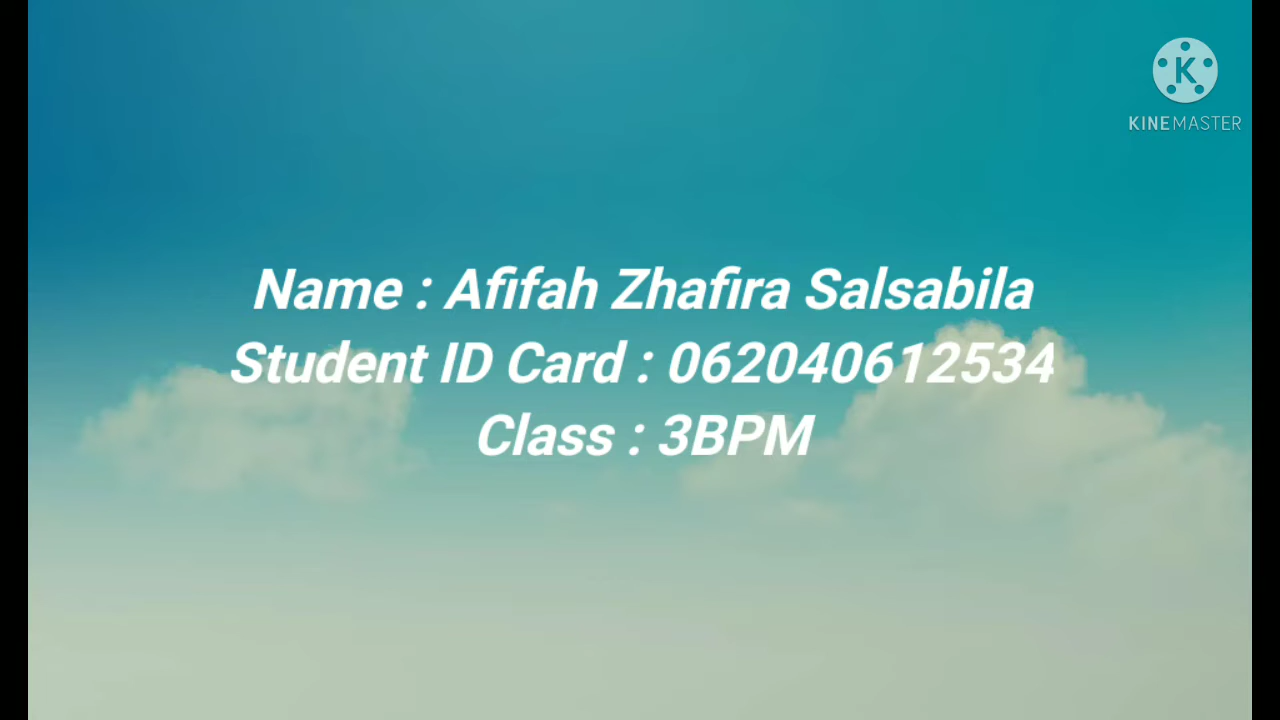 K
KINEMASTER
Name : Afifah Zhafira Salsabila
Student ID Card : 062040612534
Class : 3BPM